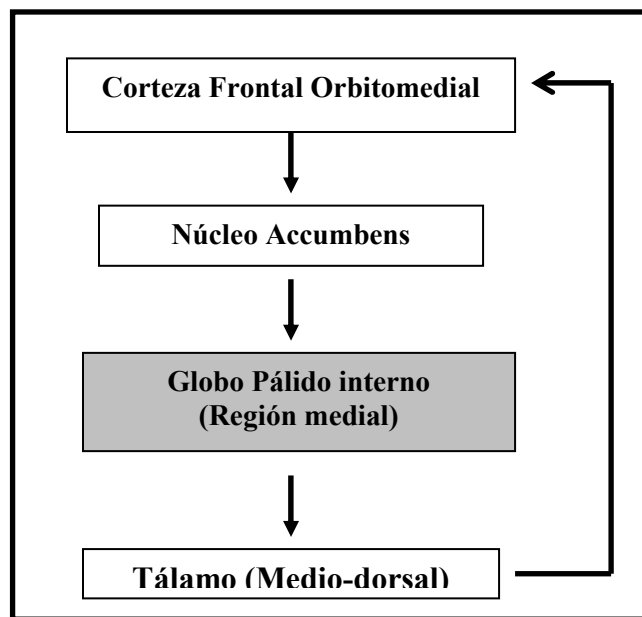 Corteza Frontal Orbitomedial
Núcleo Accumbens
Globo Pálido interno
(Región medial)
Tálamo (Medio-dorsal)